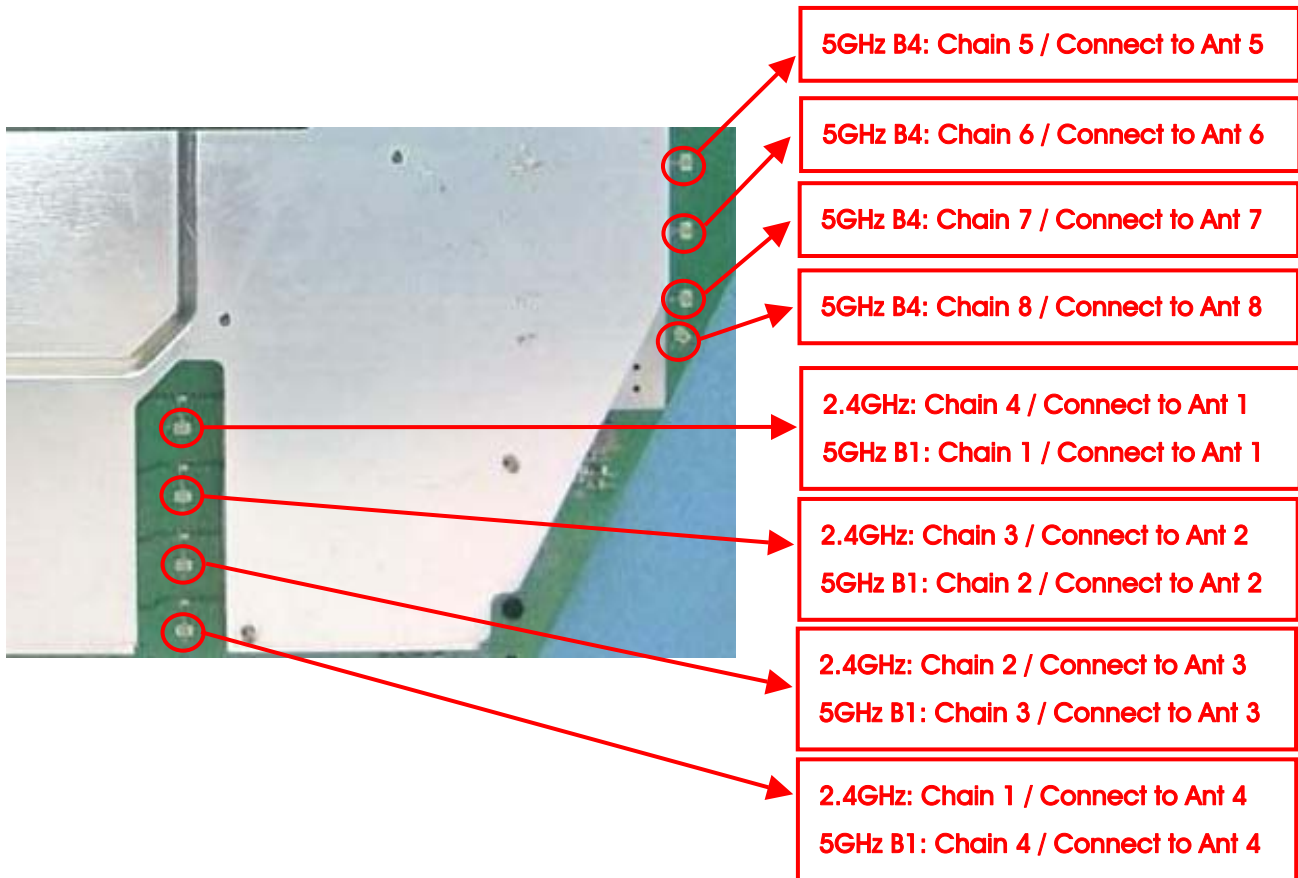 5GHz B4: Chain 5 / Connect to Ant 5
5GHz B4: Chain 6 / Connect to Ant 6
5GHz B4: Chain 7 / Connect to Ant 7
5GHz B4: Chain 8 / Connect to Ant 8
2.4GHz: Chain 4 / Connect to Ant 1
5GHz B1: Chain 1 / Connect to Ant 1
2.4GHz: Chain 3 / Connect to Ant 2
5GHz B1: Chain 2 / Connect to Ant 2
2.4GHz: Chain 2 / Connect to Ant 3
5GHz B1: Chain 3 / Connect to Ant 3
2.4GHz: Chain 1 / Connect to Ant 4
5GHz B1: Chain 4 / Connect to Ant 4